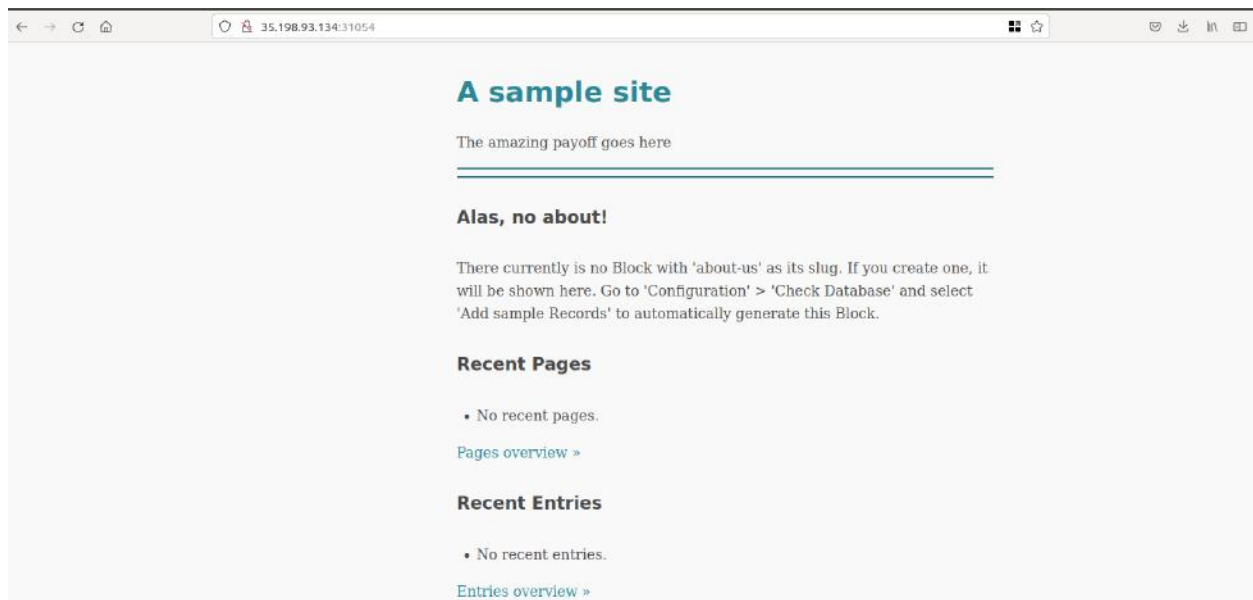 35.198.93.134:31054
A sample site
The amazing payoff goes here
Alas, no about!
There currently is no Block with 'about-us' as its slug. If you create one, it
will be shown here. Go to 'Configuration' > 'Check Database' and select
'Add sample Records' to automatically generate this Block.
Recent Pages
• No recent pages.
Pages overview »
Recent Entries
• No recent entries.
Entries overview »